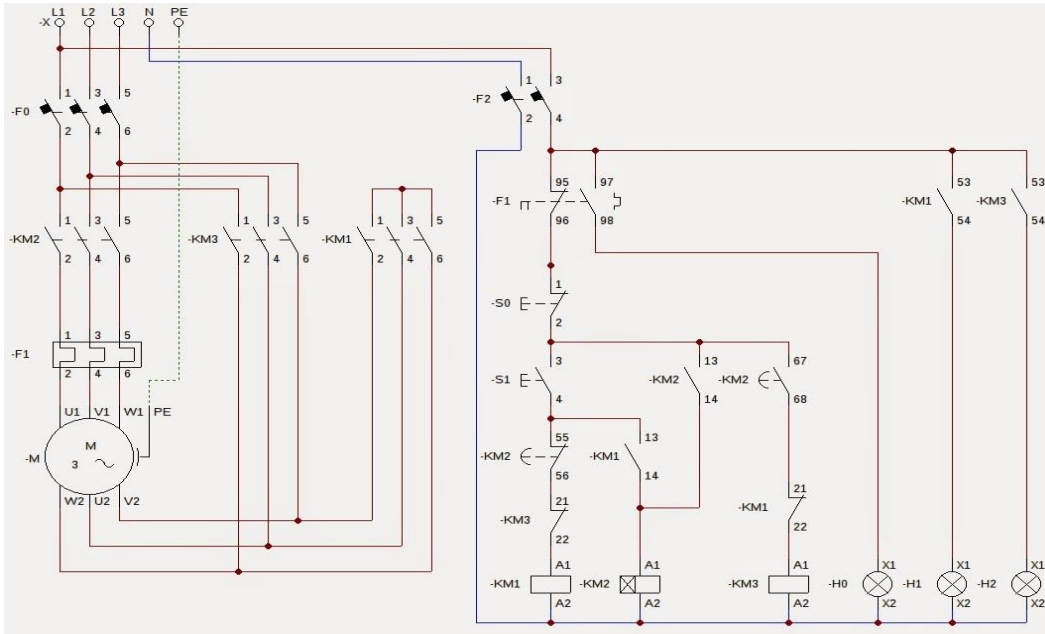 L1 L2 L3 N PE
-X
1 3 5
-F0
2 4 6
1 3
-F2
2 4
1 3 5
-KM2
2 4 6
1 3 5
-KM3
2 4 6
1 3 5
-KM1
2 4 6
95 97
-F1
96 98
53
-KM1
54
53
-KM3
54
1
-S0
2
1 3 5
-F1
2 4 6
3
-S1
4
13
-KM2
14
67
-KM2
68
U1 V1 W1 PE
-M
M
3
W2 U2 V2
55
-KM2
56
13
-KM1
14
21
-KM3
22
21
-KM1
22
A1
-KM1
A2
A1
-KM2
A2
A1
-KM3
A2
X1
-H0
X2
X1
-H1
X2
X1
-H2
X2